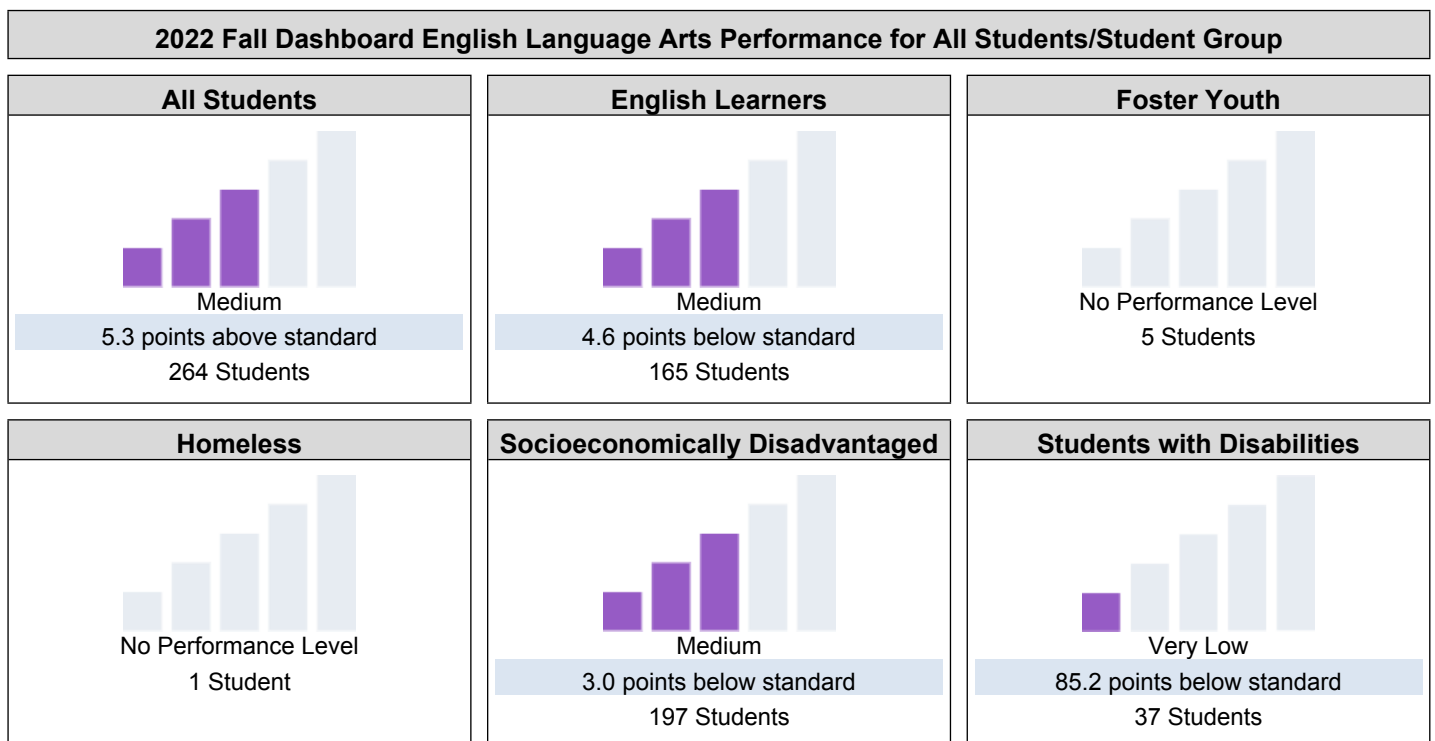 2022 Fall Dashboard English Language Arts Performance for All Students/Student Group
All Students
Medium
5.3 points above standard
264 Students
English Learners
Medium
4.6 points below standard
165 Students
Foster Youth
No Performance Level
5 Students
Homeless
No Performance Level
1 Student
Socioeconomically Disadvantaged
Medium
3.0 points below standard
197 Students
Students with Disabilities
Very Low
85.2 points below standard
37 Students